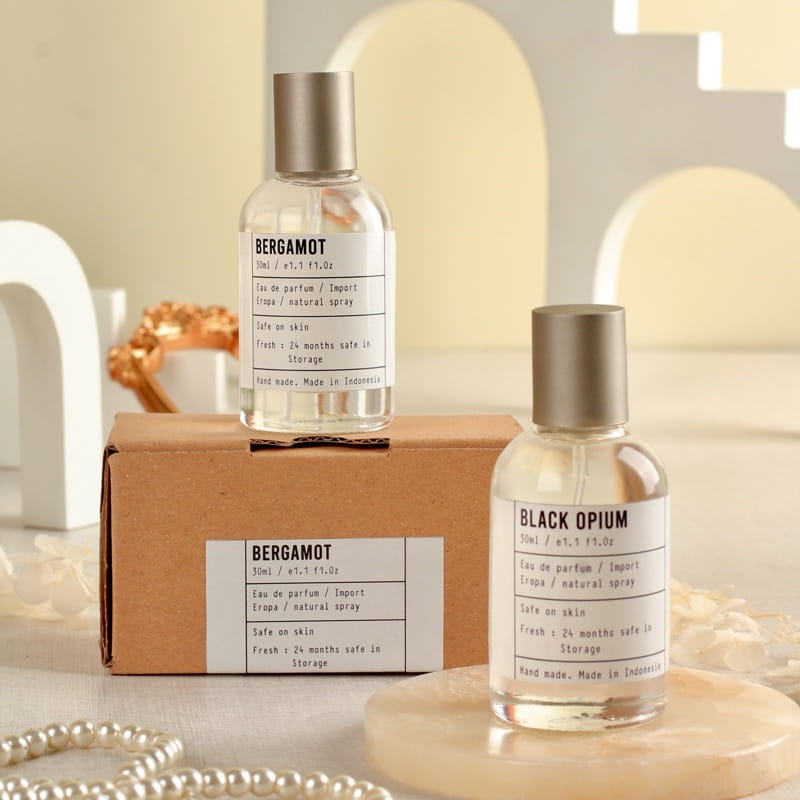 BERGAMOT
30ml / e1.1 f1.0z
Eau de parfum / Import
Eropa / natural spray
Safe on skin
Fresh : 24 months safe in
Storage
Hand made. Made in Indonesia
BERGAMOT
30ml / e1.1 f1.0z
Eau de parfum / Import
Eropa / natural spray
Safe on skin
Fresh : 24 months safe in
Storage
BLACK OPIUM
30ml / e1.1 f1.0z
Eau de parfum / Import
Eropa / natural spray
Safe on skin
Fresh : 24 months safe in
Storage
Hand made. Made in Indonesia